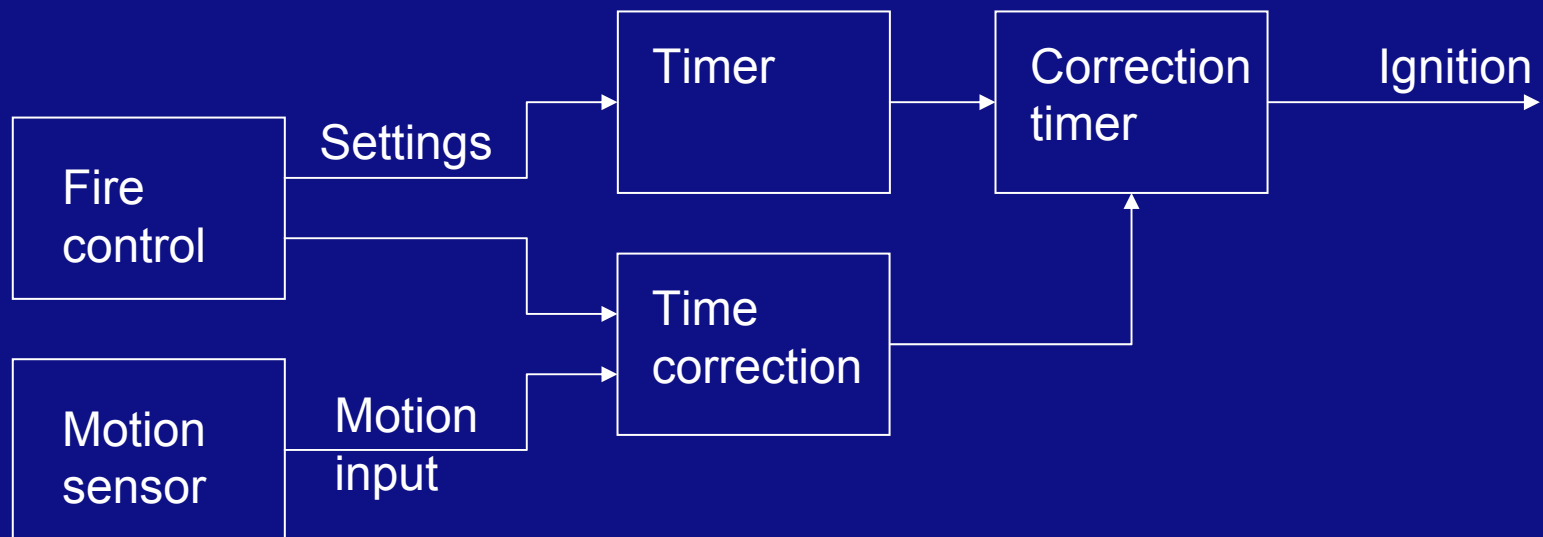 Timer
Correction
timer
Ignition
Settings
Fire
control
Time
correction
Motion
input
Motion
sensor